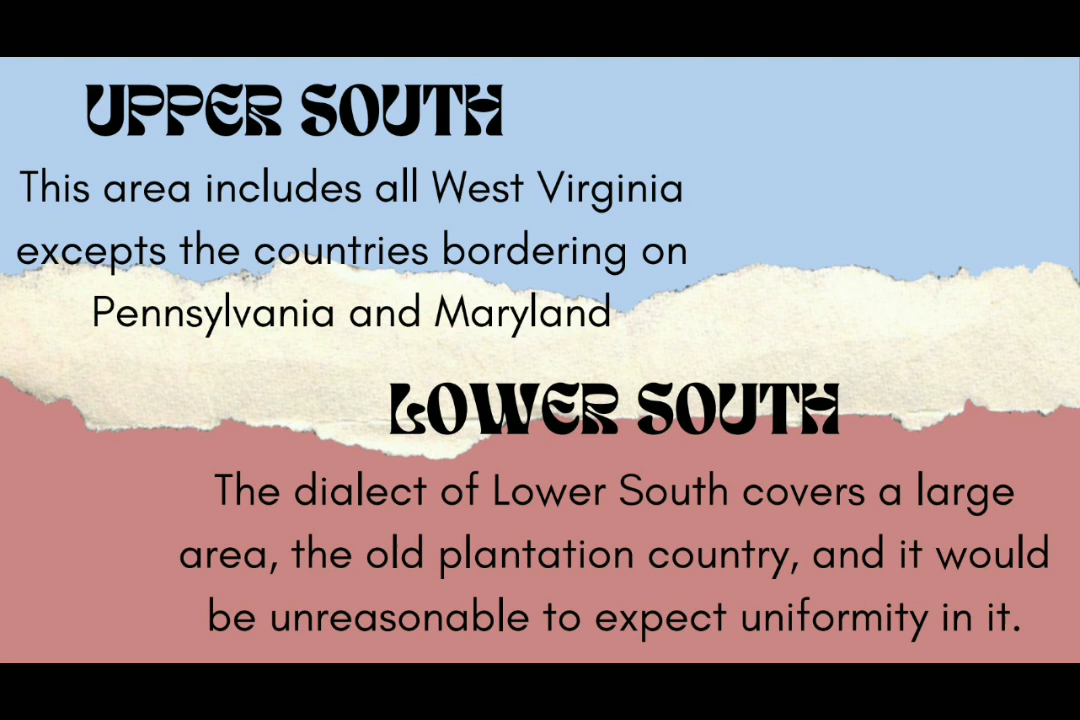 UPPER SOUTH
This area includes all West Virginia
excepts the countries bordering on
Pennsylvania and Maryland
LOWER SOUTH
The dialect of Lower South covers a large
area, the old plantation country, and it would
be unreasonable to expect uniformity in it.